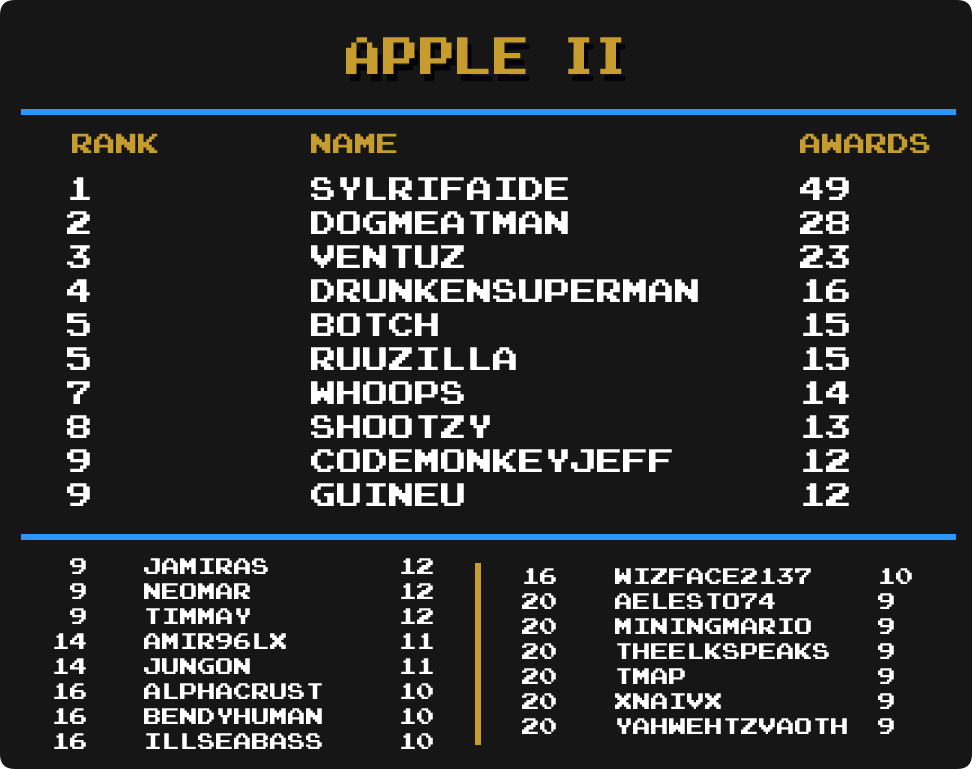 APPLE II
RANK NAME AWARDS
1 SYLRIFAIDE 49
2 DOGMEATMAN 28
3 VENTUZ 23
4 DRUNKENSUPERMAN 16
5 BOTCH 15
5 RUUZILLA 15
7 WHOOPS 14
8 SHOOTZY 13
9 CODEMONKEYJEFF 12
9 GUINEU 12
9 JAMIRAS 12
9 NEOMAR 12
9 TIMMAY 12
14 AMIR96LX 11
14 JUNGON 11
16 ALPHACRUST 10
16 BENDYHUMAN 10
16 ILLSEABASS 10
16 WIZFACE2137 10
20 AELESTO74 9
20 MININGMARIO 9
20 THEELKSPEAKS 9
20 TMAP 9
20 XNAIVX 9
20 YAHWEHTZVAOTH 9